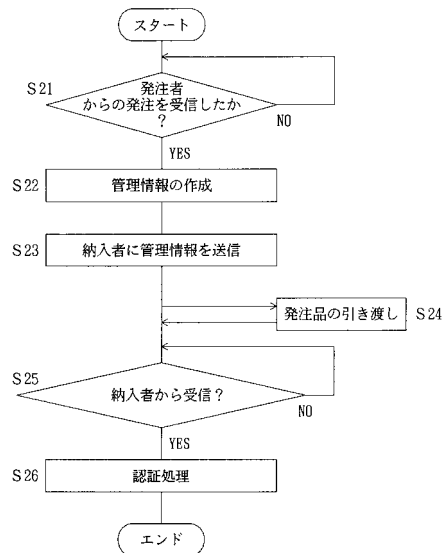 スタート
S21
発注者
からの発注を受信したか
?
NO
YES
S22
管理情報の作成
S23
納入者に管理情報を送信
発注品の引き渡し
S24
S25
納入者から受信?
NO
YES
S26
認証処理
エンド